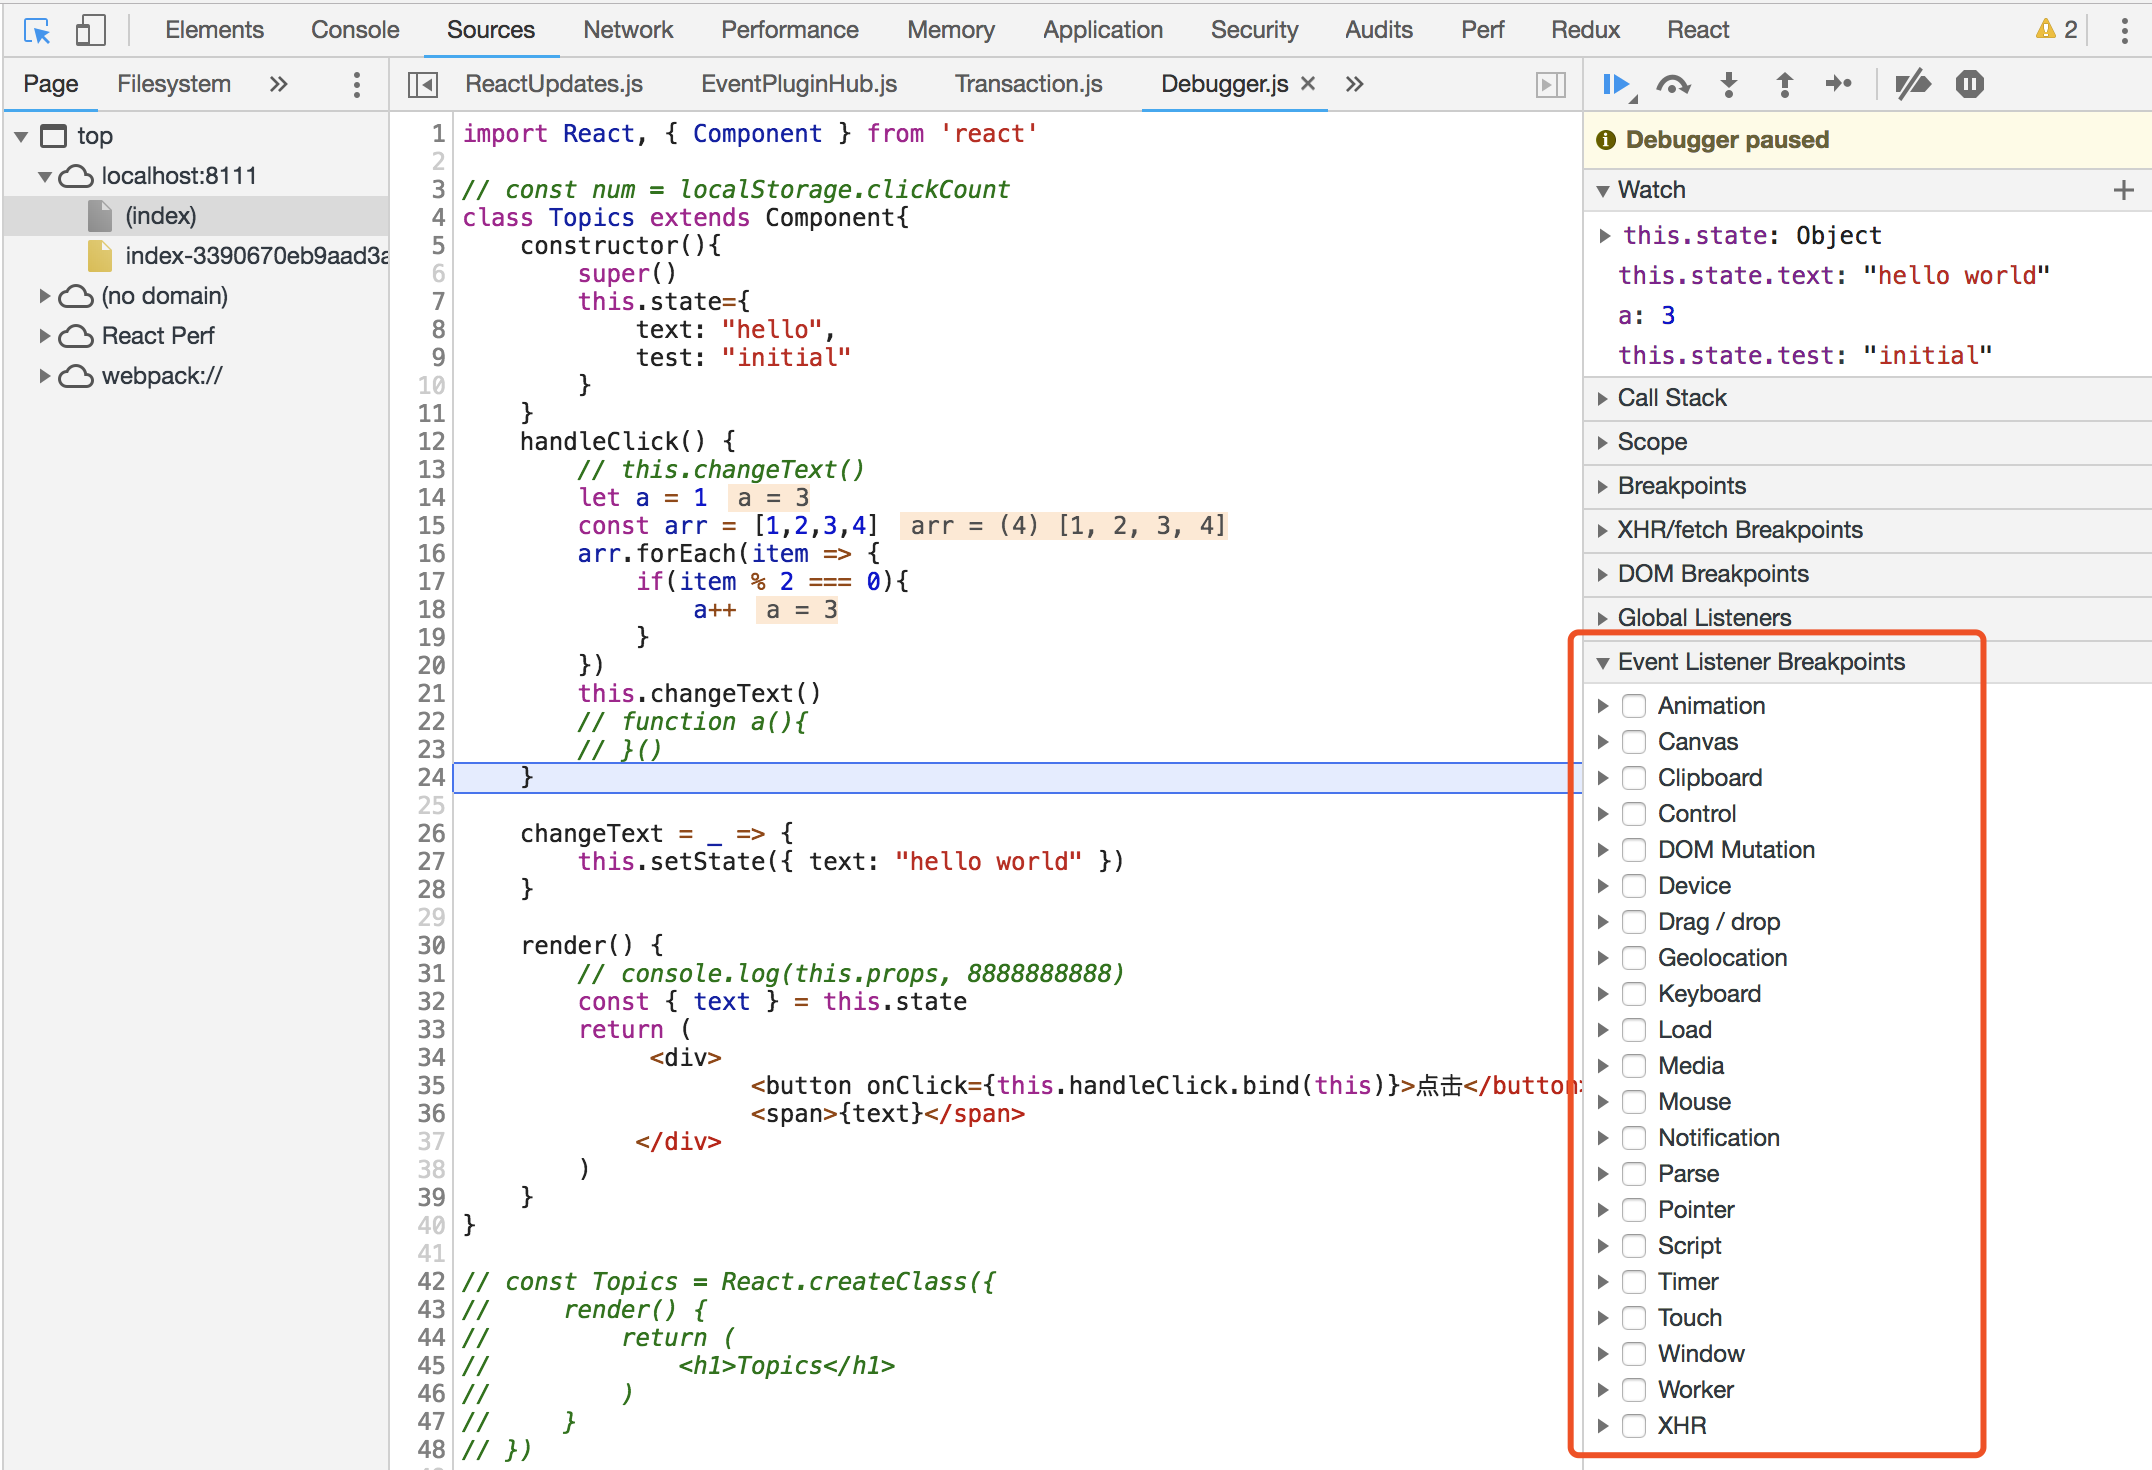 Elements Console Sources Network Performance Memory Application Security Audits Perf Redux React 2
Page Filesystem »
ReactUpdates.js EventPluginHub.js Transaction.js Debugger.js × »
top
localhost:8111
(index)
index-3390670eb9aad3a
(no domain)
React Perf
webpack://
1 import React, { Component } from 'react'
2
3 // const num = localStorage.clickCount
4 class Topics extends Component{
5 constructor(){
6 super()
7 this.state={
8 text: "hello",
9 test: "initial"
10 }
11 }
12 handleClick() {
13 // this.changeText()
14 let a = 1 a = 3
15 const arr = [1,2,3,4] arr = (4) [1, 2, 3, 4]
16 arr.forEach(item => {
17 if(item % 2 === 0){
18 a++ a = 3
19 }
20 })
21 this.changeText()
22 // function a(){
23 // }()
24 }
25
26 changeText = _ => {
27 this.setState({ text: "hello world" })
28 }
29
30 render() {
31 // console.log(this.props, 8888888888)
32 const { text } = this.state
33 return (
34 <div>
35 <button onClick={this.handleClick.bind(this)}>点击</button>
36 <span>{text}</span>
37 </div>
38 )
39 }
40 }
41
42 // const Topics = React.createClass({
43 // render() {
44 // return (
45 // <h1>Topics</h1>
46 // )
47 // }
48 // })
Debugger paused
Watch +
this.state: Object
this.state.text: "hello world"
a: 3
this.state.test: "initial"
Call Stack
Scope
Breakpoints
XHR/fetch Breakpoints
DOM Breakpoints
Global Listeners
Event Listener Breakpoints
Animation
Canvas
Clipboard
Control
DOM Mutation
Device
Drag / drop
Geolocation
Keyboard
Load
Media
Mouse
Notification
Parse
Pointer
Script
Timer
Touch
Window
Worker
XHR